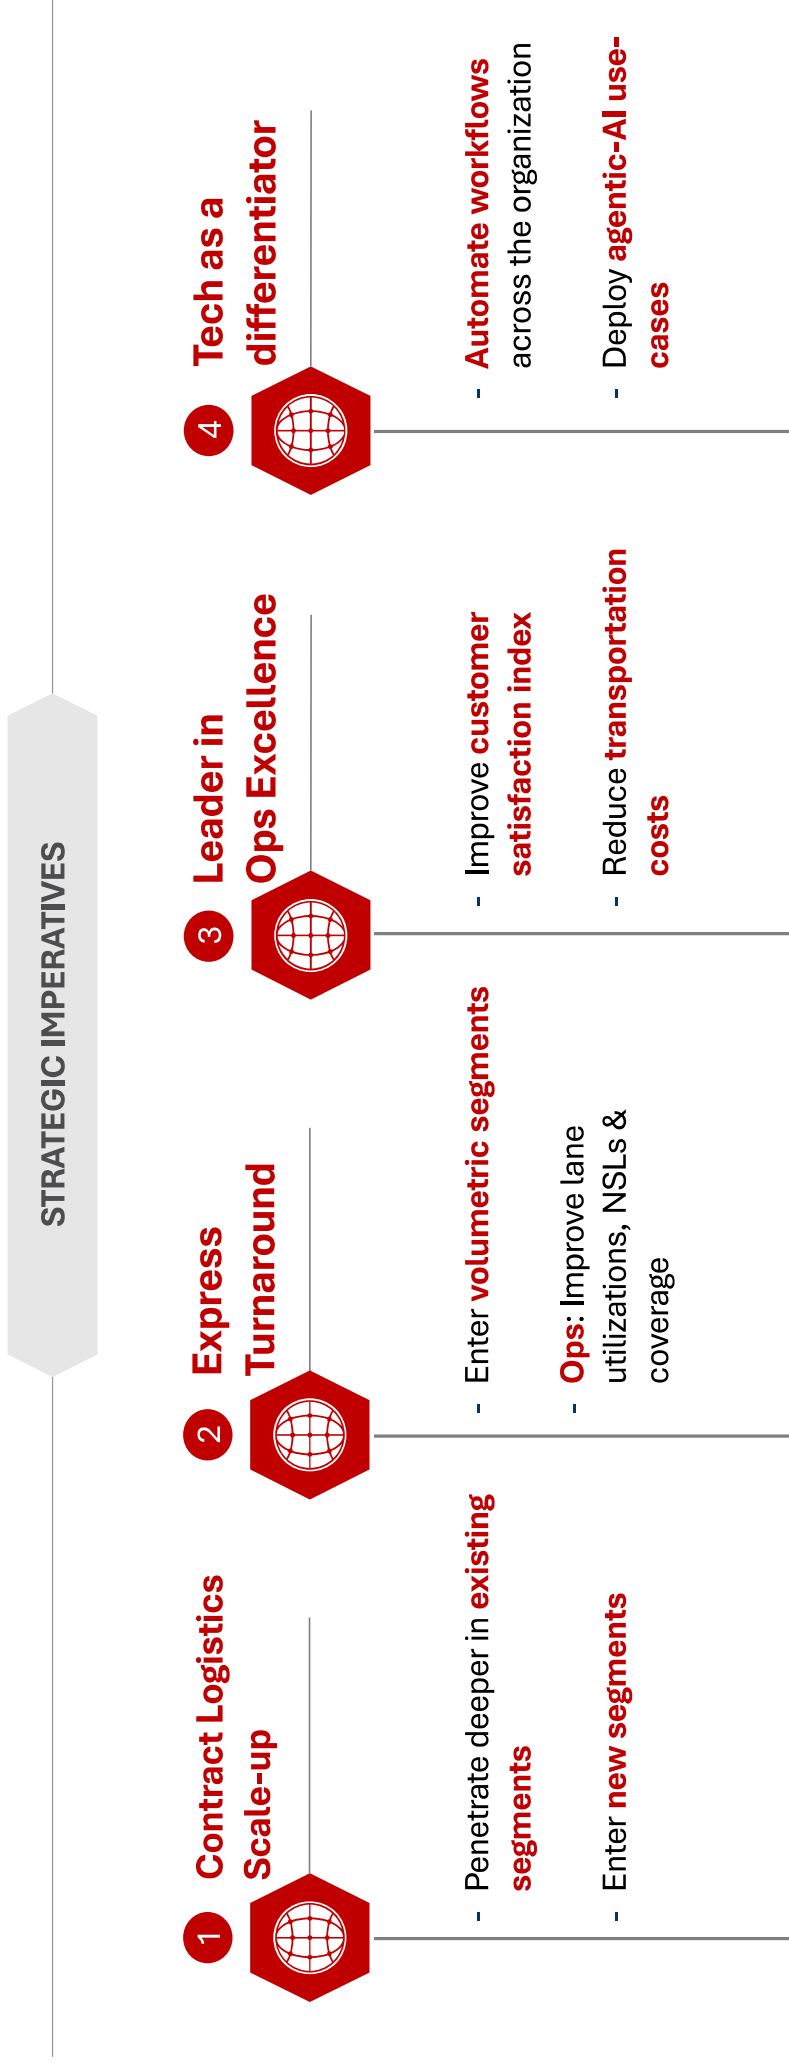 STRATEGIC IMPERATIVES
1
Contract Logistics
Scale-up
- Penetrate deeper in existing
segments
- Enter new segments
2
Express
Turnaround
- Enter volumetric segments
- Ops: Improve lane
utilizations, NSLs &
coverage
3
Leader in
Ops Excellence
- Improve customer
satisfaction index
- Reduce transportation
costs
4
Tech as a
differentiator
- Automate workflows
across the organization
- Deploy agentic-AI use-
cases